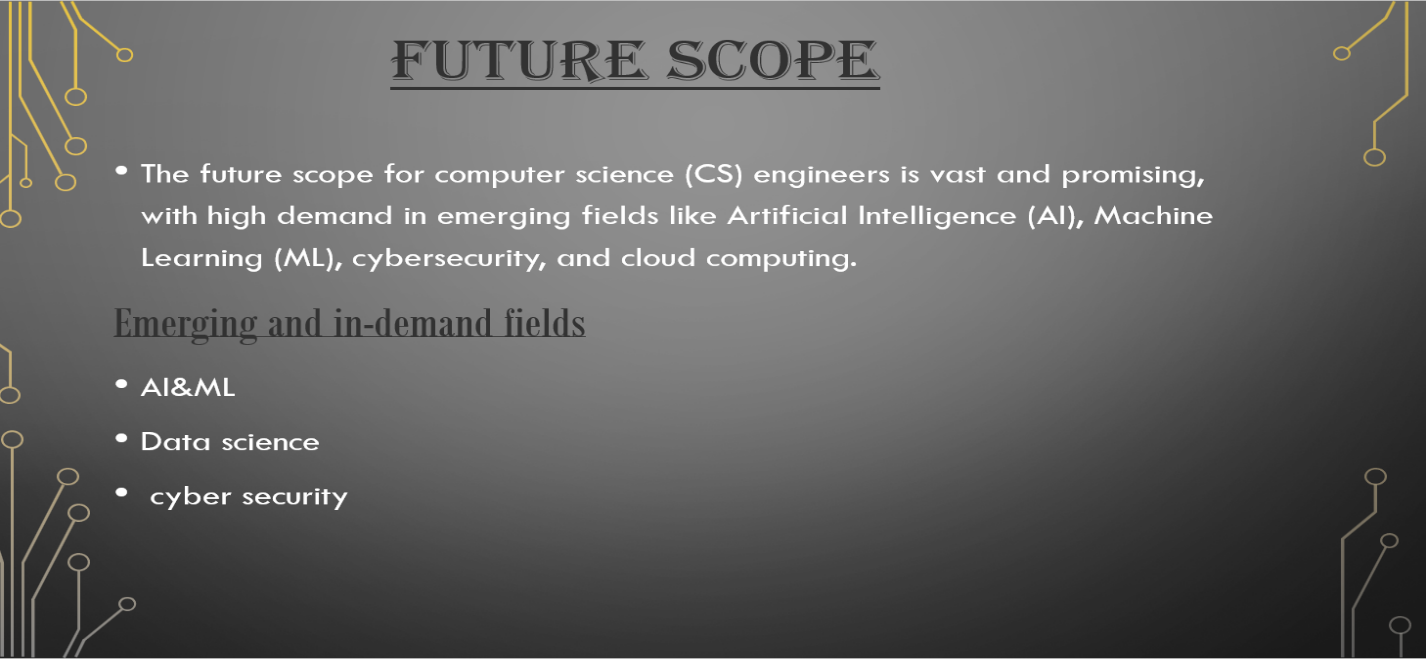 FUTURE SCOPE
• The future scope for computer science (CS) engineers is vast and promising,
with high demand in emerging fields like Artificial Intelligence (AI), Machine
Learning (ML), cybersecurity, and cloud computing.
Emerging and in-demand fields
• AI&ML
• Data science
• cyber security